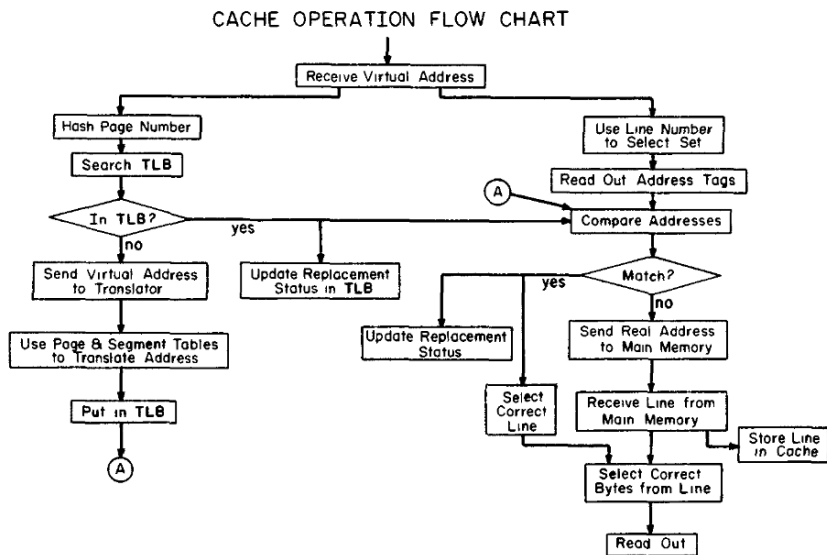 CACHE OPERATION FLOW CHART
Receive Virtual Address
Hash Page Number
Search TLB
In TLB?
yes
no
Update Replacement
Status in TLB
Send Virtual Address
to Translator
Use Page & Segment Tables
to Translate Address
Put in TLB
A
Use Line Number
to Select Set
Read Out Address Tags
A
Compare Addresses
Match?
yes
no
Update Replacement
Status
Select
Correct
Line
Send Real Address
to Main Memory
Receive Line from
Main Memory
Store Line
in Cache
Select Correct
Bytes from Line
Read Out